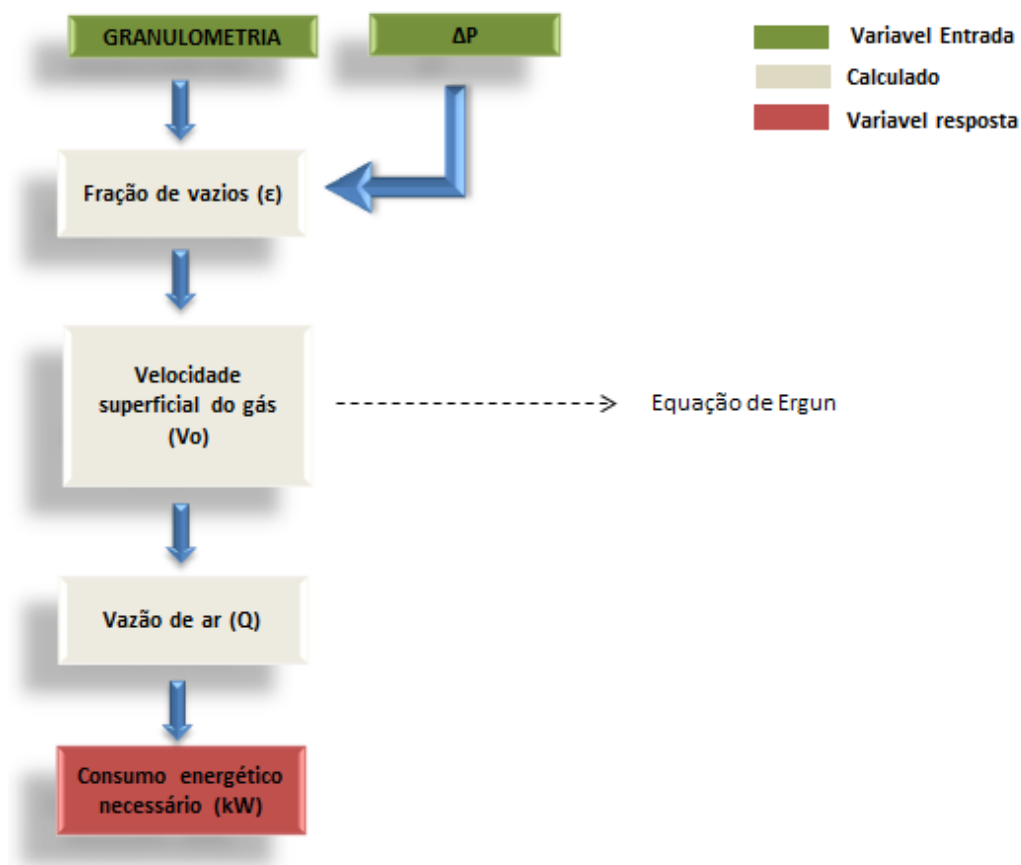 GRANULOMETRIA
ΔP
Variavel Entrada
Calculado
Variavel resposta
Fração de vazios (ε)
Velocidade
superficial do gás
(Vo)
Equação de Ergun
Vazão de ar (Q)
Consumo energético
necessário (kW)